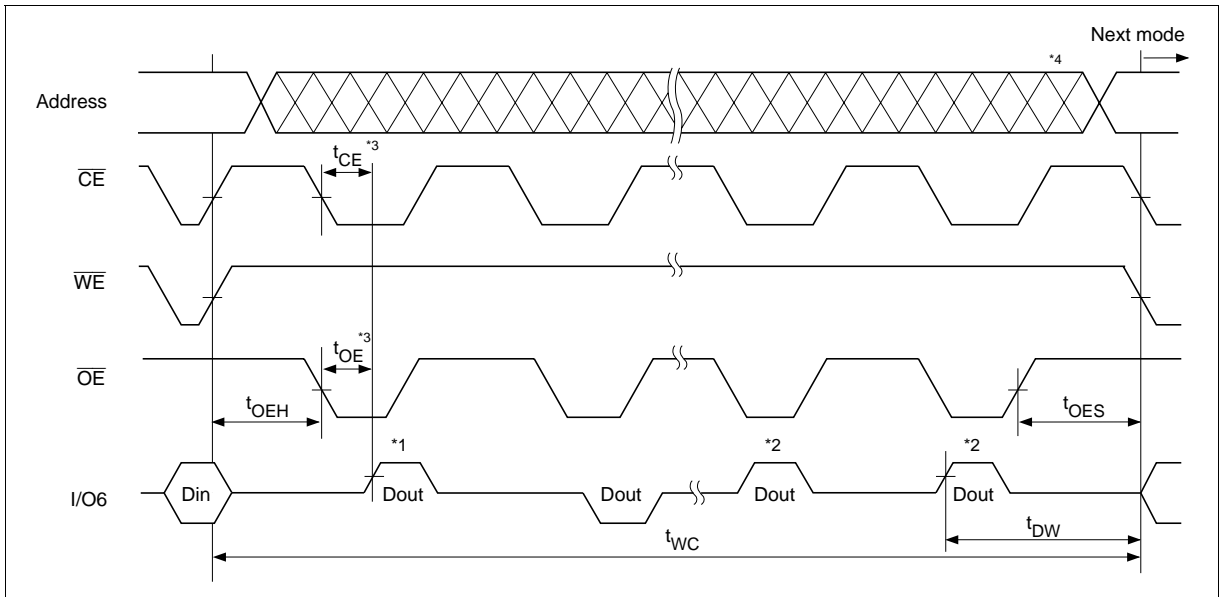 Next mode
*4
Address
tCE *3
CE
WE
tOE *3
OE
tOEH
tOES
*1
*2
*2
I/O6
Din
Dout
Dout
Dout
Dout
tDW
tWC